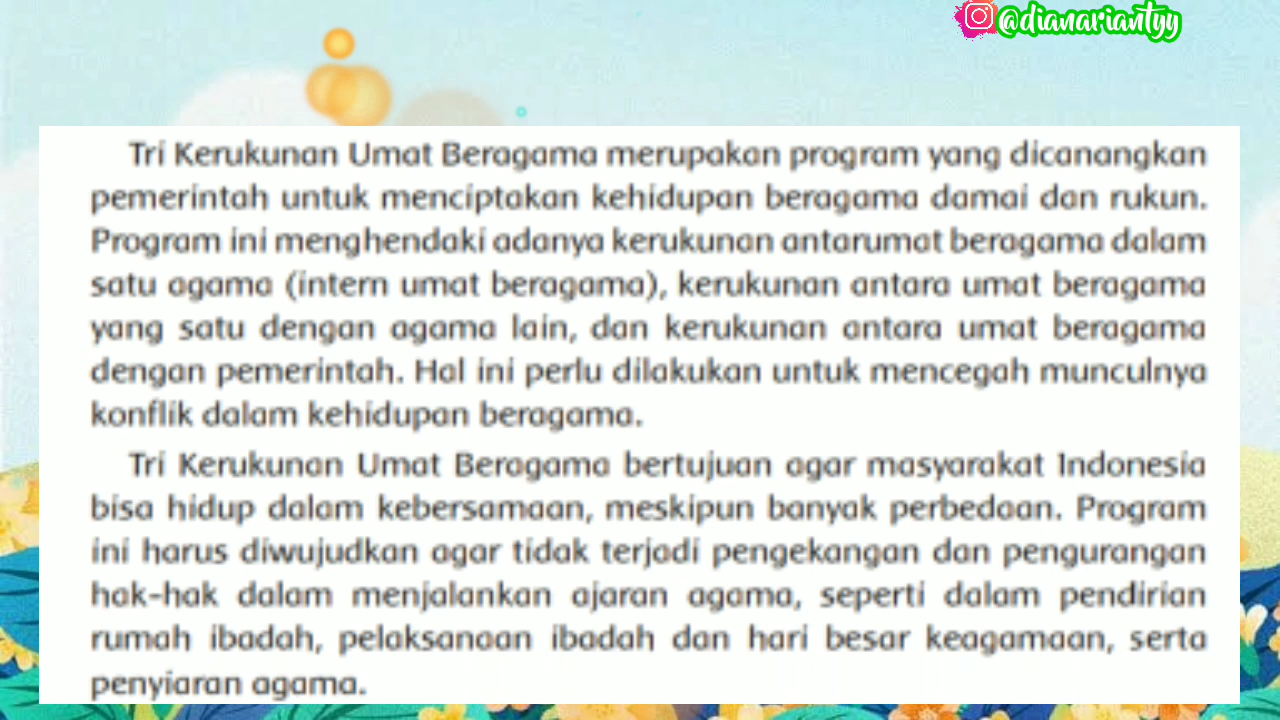 @dianariantyy
Tri Kerukunan Umat Beragama merupakan program yang dicanangkan
pemerintah untuk menciptakan kehidupan beragama damai dan rukun.
Program ini menghendaki adanya kerukunan antarumat beragama dalam
satu agama (intern umat beragama), kerukunan antara umat beragama
yang satu dengan agama lain, dan kerukunan antara umat beragama
dengan pemerintah. Hal ini perlu dilakukan untuk mencegah munculnya
konflik dalam kehidupan beragama.
Tri Kerukunan Umat Beragama bertujuan agar masyarakat Indonesia
bisa hidup dalam kebersamaan, meskipun banyak perbedaan. Program
ini harus diwujudkan agar tidak terjadi pengekangan dan pengurangan
hak-hak dalam menjalankan ajaran agama, seperti dalam pendirian
rumah ibadah, pelaksanaan ibadah dan hari besar keagamaan, serta
penyiaran agama.